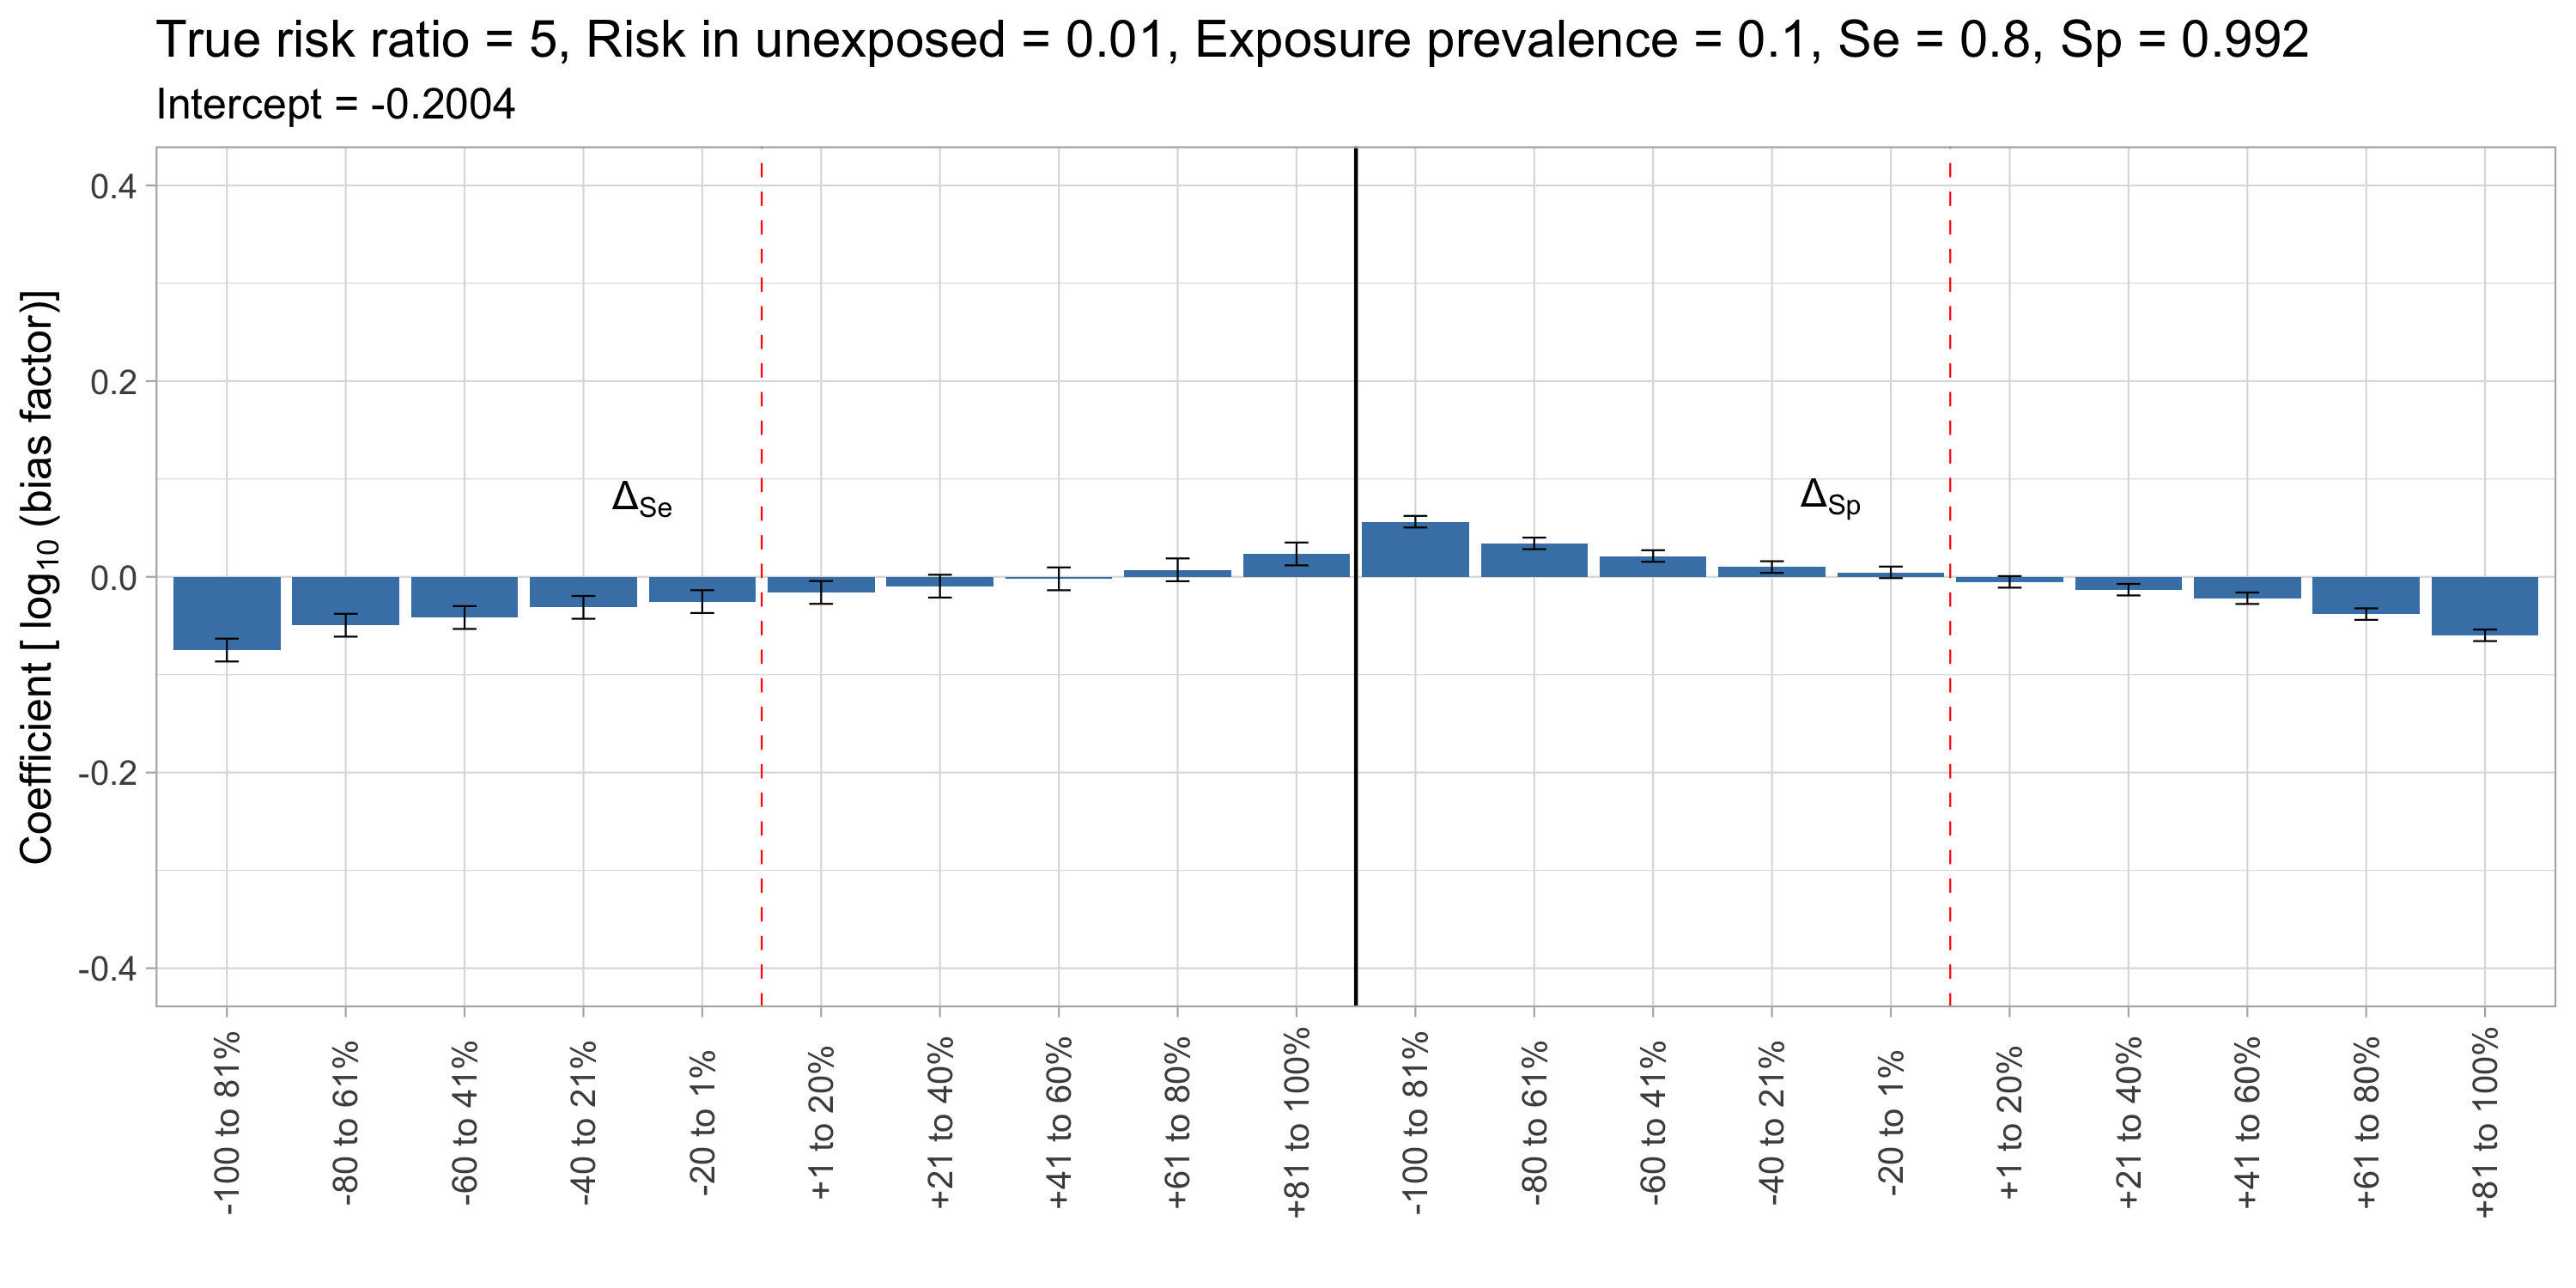 True risk ratio = 5, Risk in unexposed = 0.01, Exposure prevalence = 0.1, Se = 0.8, Sp = 0.992
Intercept = -0.2004
Coefficient [ log10 (bias factor)]
0.4
0.2
0.0
-0.2
-0.4
ΔSe
ΔSp
-100 to 81%
-80 to 61%
-60 to 41%
-40 to 21%
-20 to 1%
+1 to 20%
+21 to 40%
+41 to 60%
+61 to 80%
+81 to 100%
-100 to 81%
-80 to 61%
-60 to 41%
-40 to 21%
-20 to 1%
+1 to 20%
+21 to 40%
+41 to 60%
+61 to 80%
+81 to 100%